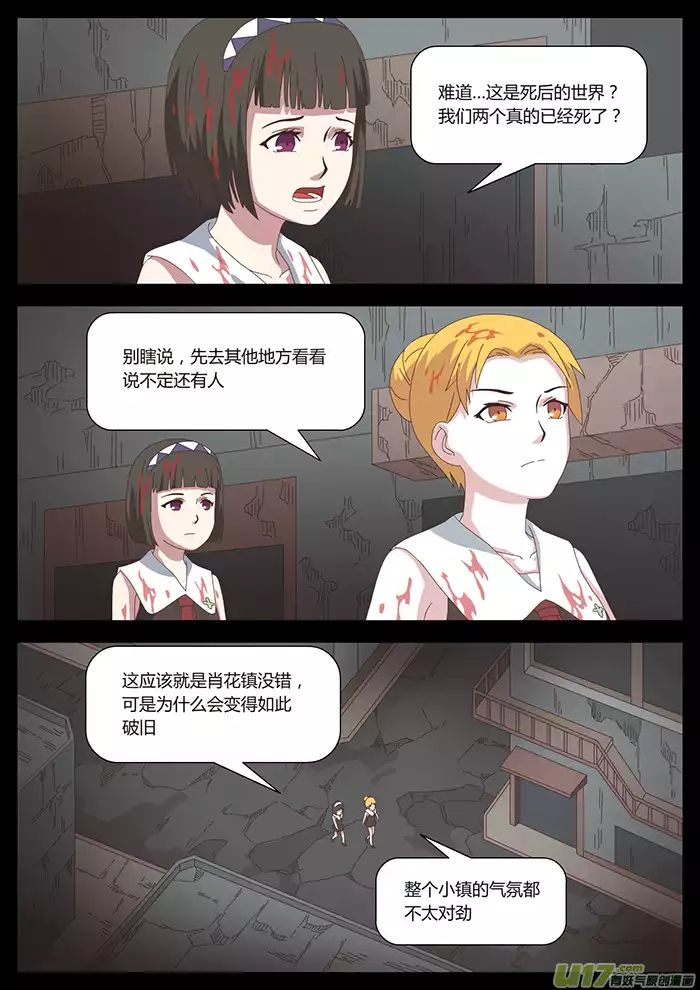 难道...这是死后的世界？
我们两个真的已经死了？
别瞎说，先去其他地方看看
说不定还有人
这应该就是肖花镇没错，
可是为什么会变得如此
破旧
整个小镇的气氛都
不太对劲
U17.com
有妖气原创漫画